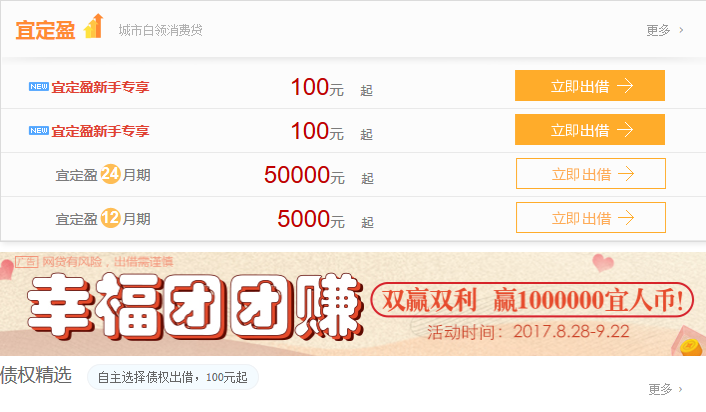 宜定盈 城市白领消费贷 更多 >
NEW 宜定盈新手专享 100元 起 立即出借 →
NEW 宜定盈新手专享 100元 起 立即出借 →
宜定盈24月期 50000元 起 立即出借 →
宜定盈12月期 5000元 起 立即出借 →
广告 网贷有风险，出借需谨慎
幸福团团赚 双赢双利 赢1000000宜人币!
活动时间：2017.8.28-9.22
债权精选 自主选择债权出借，100元起 更多 >